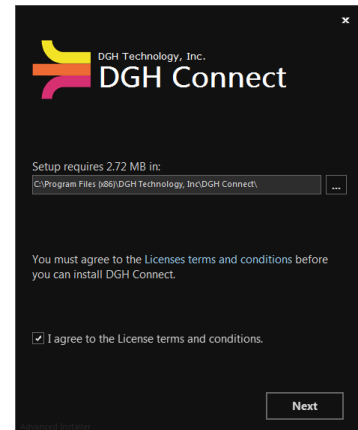 x
DGH Technology, Inc.
DGH Connect
Setup requires 2.72 MB in:
C:\Program Files (x86)\DGH Technology, Inc\DGH Connect\
...
You must agree to the Licenses terms and conditions before
you can install DGH Connect.
I agree to the License terms and conditions.
Next
Advanced Installer